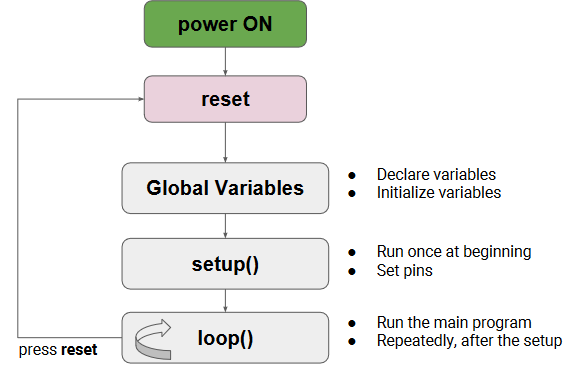 power ON
reset
Global Variables
● Declare variables
● Initialize variables
setup()
● Run once at beginning
● Set pins
loop()
● Run the main program
● Repeatedly, after the setup
press reset